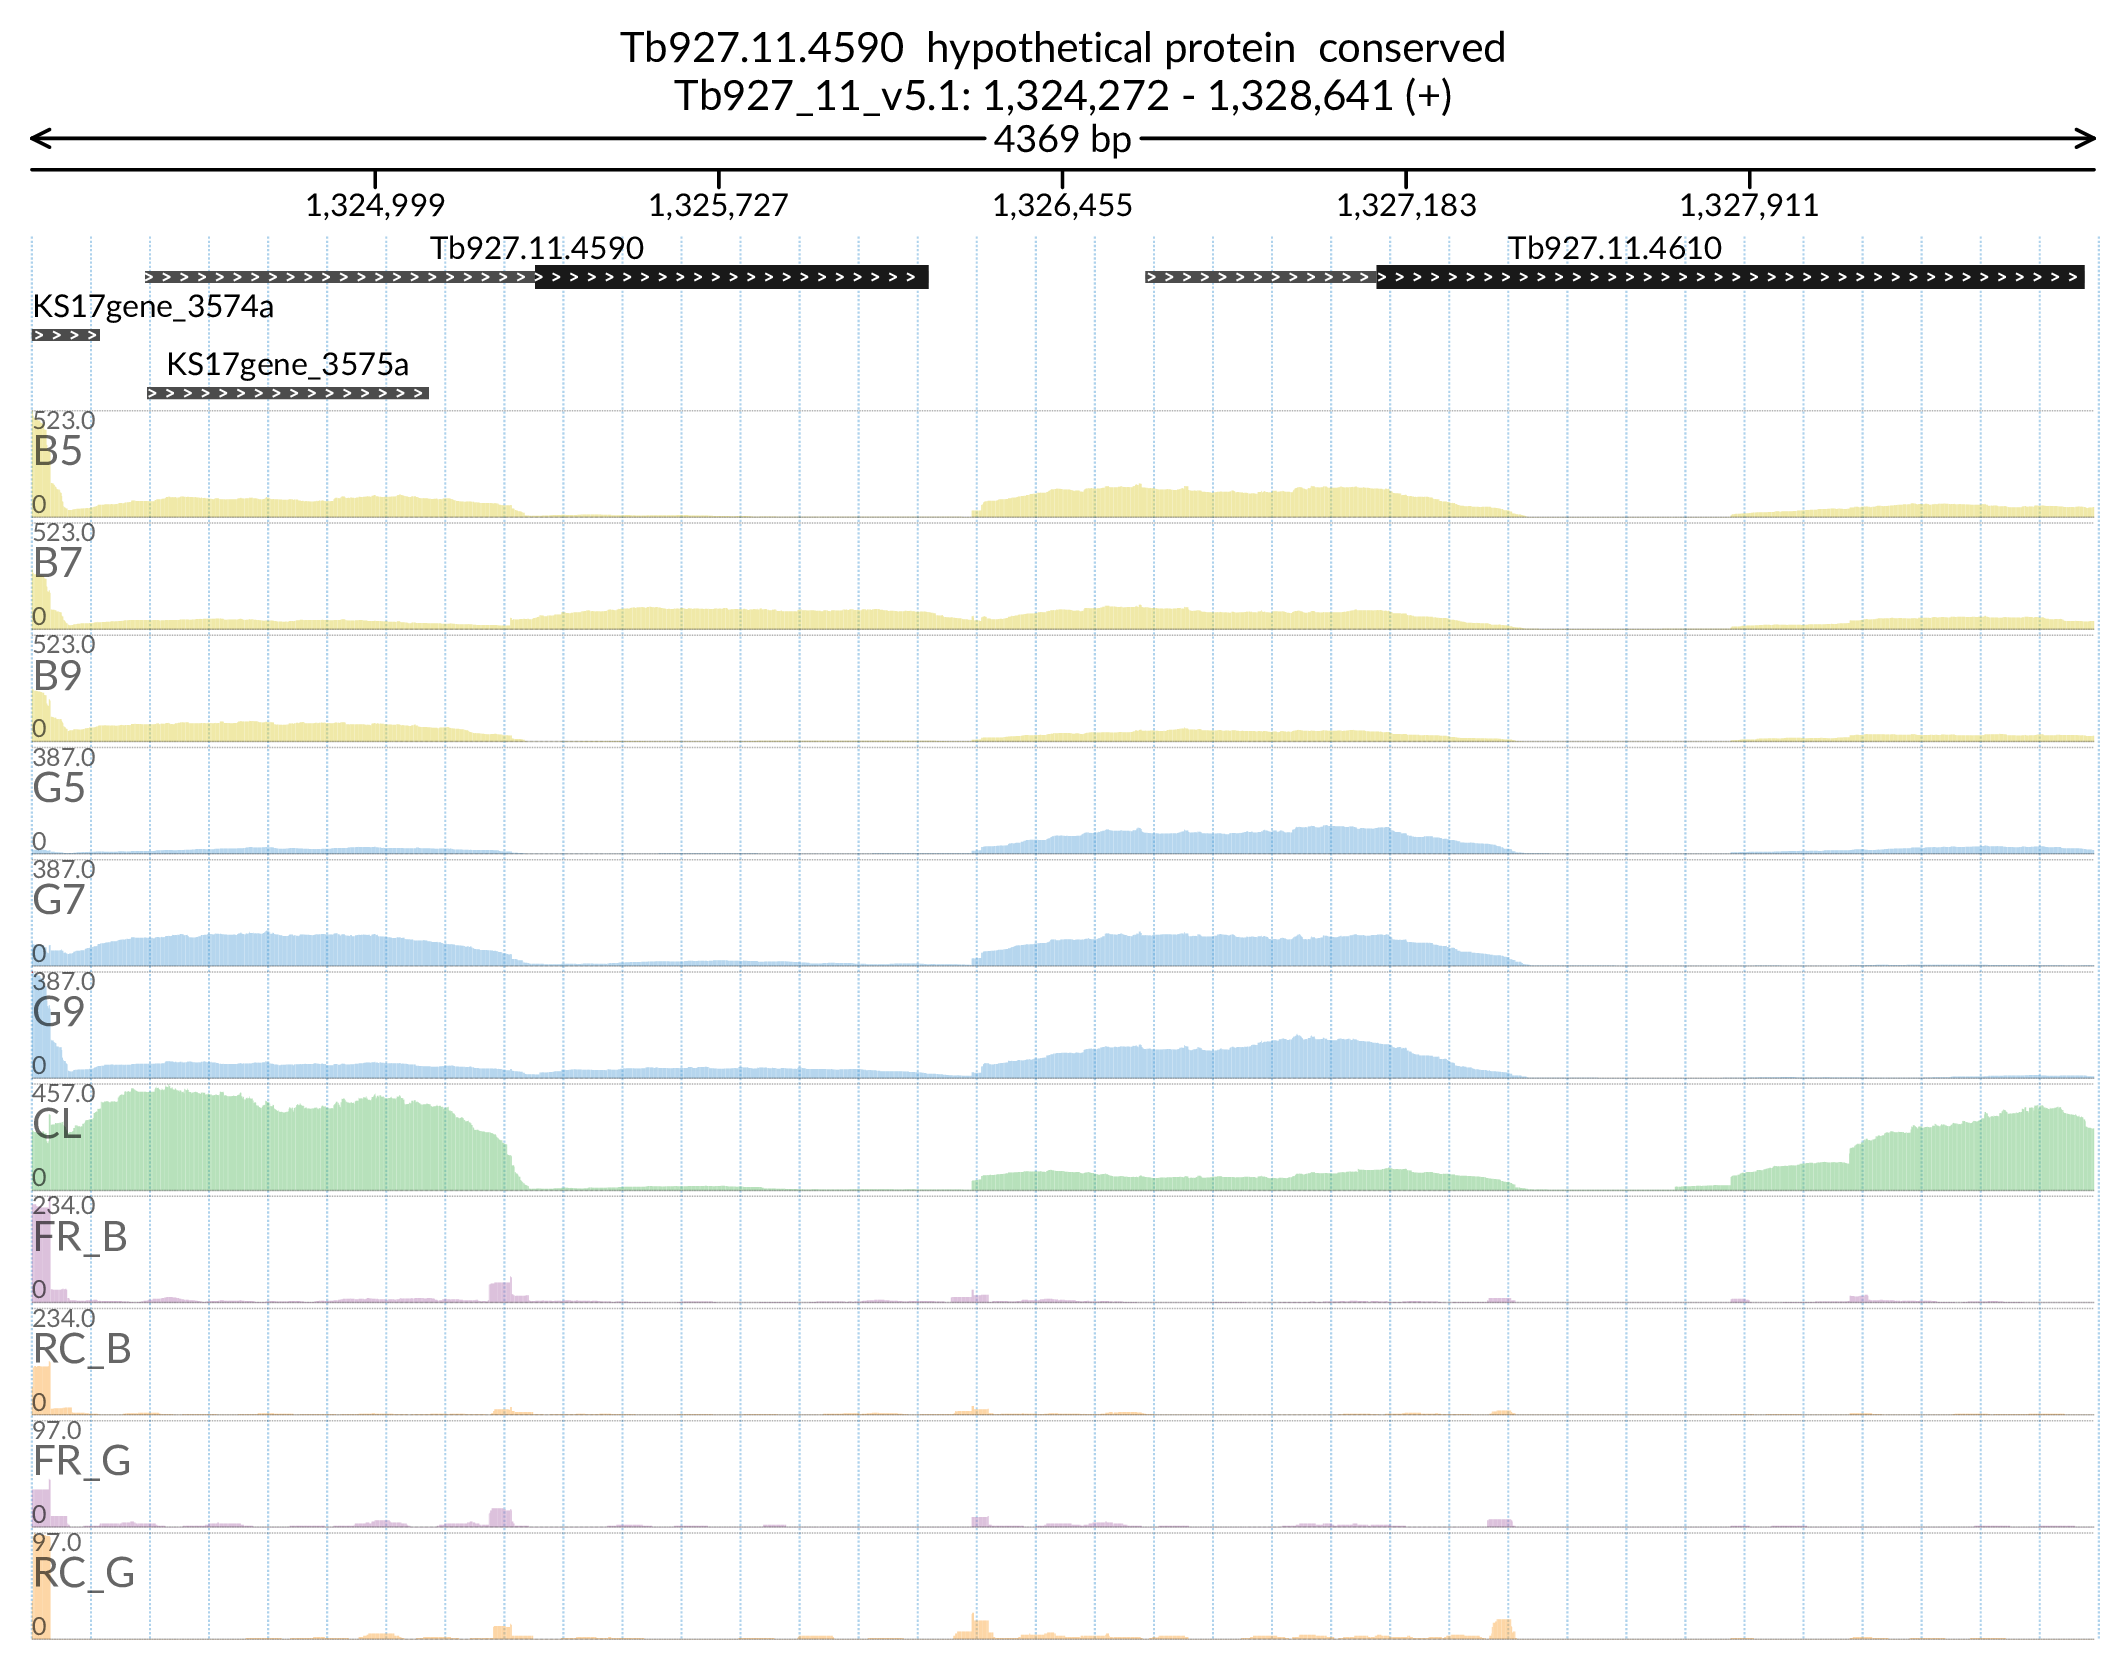 Tb927.11.4590 hypothetical protein conserved
Tb927_11_v5.1: 1,324,272 - 1,328,641 (+)
4369 bp
1,324,999 1,325,727 1,326,455 1,327,183 1,327,911
Tb927.11.4590 Tb927.11.4610
KS17gene_3574a
KS17gene_3575a
523.0
B5
0
523.0
B7
0
523.0
B9
0
387.0
G5
0
387.0
G7
0
387.0
G9
0
457.0
CL
0
234.0
FR_B
0
234.0
RC_B
0
97.0
FR_G
0
97.0
RC_G
0